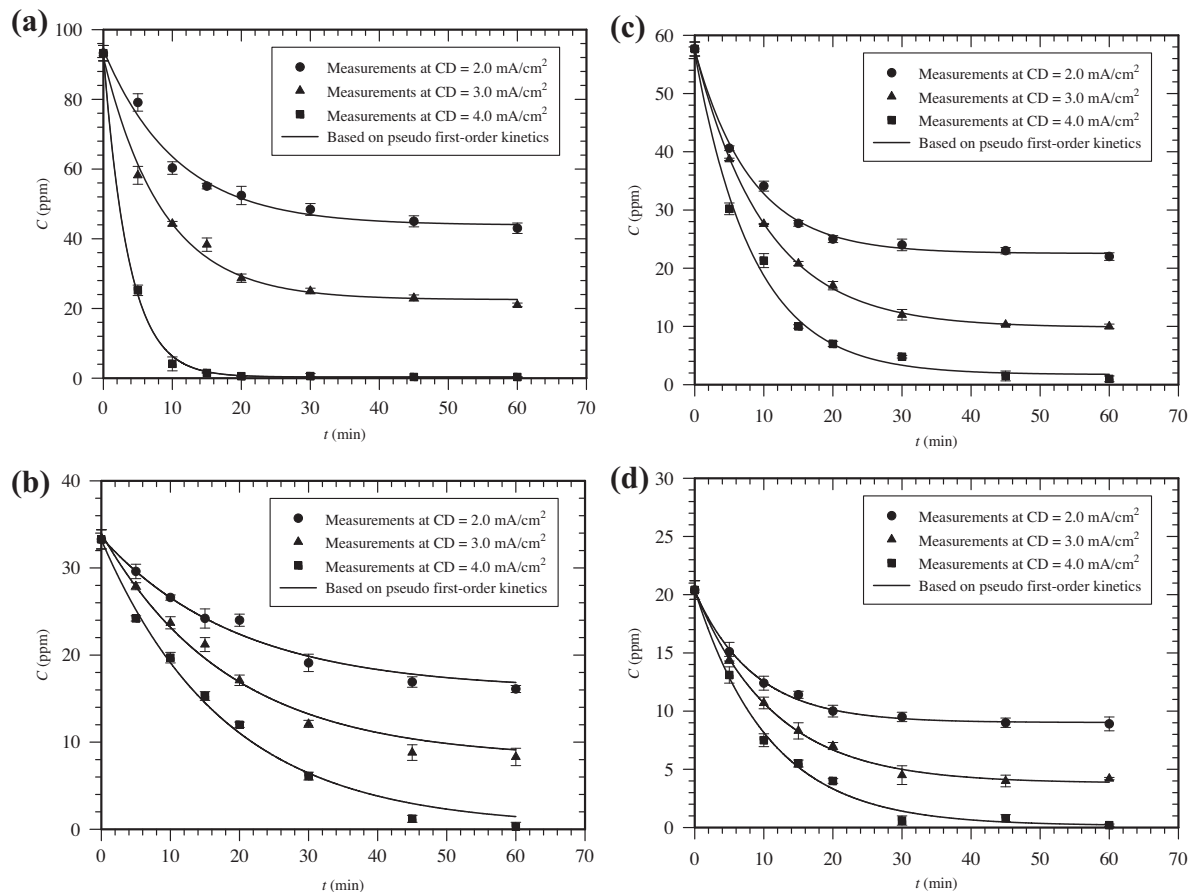 (a)
100
80
60
40
20
0
C (ppm)
Measurements at CD = 2.0 mA/cm²
Measurements at CD = 3.0 mA/cm²
Measurements at CD = 4.0 mA/cm²
Based on pseudo first-order kinetics
0 10 20 30 40 50 60 70
t (min)
(c)
60
50
40
30
20
10
0
C (ppm)
Measurements at CD = 2.0 mA/cm²
Measurements at CD = 3.0 mA/cm²
Measurements at CD = 4.0 mA/cm²
Based on pseudo first-order kinetics
0 10 20 30 40 50 60 70
t (min)
(b)
40
30
20
10
0
C (ppm)
Measurements at CD = 2.0 mA/cm²
Measurements at CD = 3.0 mA/cm²
Measurements at CD = 4.0 mA/cm²
Based on pseudo first-order kinetics
0 10 20 30 40 50 60 70
t (min)
(d)
30
25
20
15
10
5
0
C (ppm)
Measurements at CD = 2.0 mA/cm²
Measurements at CD = 3.0 mA/cm²
Measurements at CD = 4.0 mA/cm²
Based on pseudo first-order kinetics
0 10 20 30 40 50 60 70
t (min)